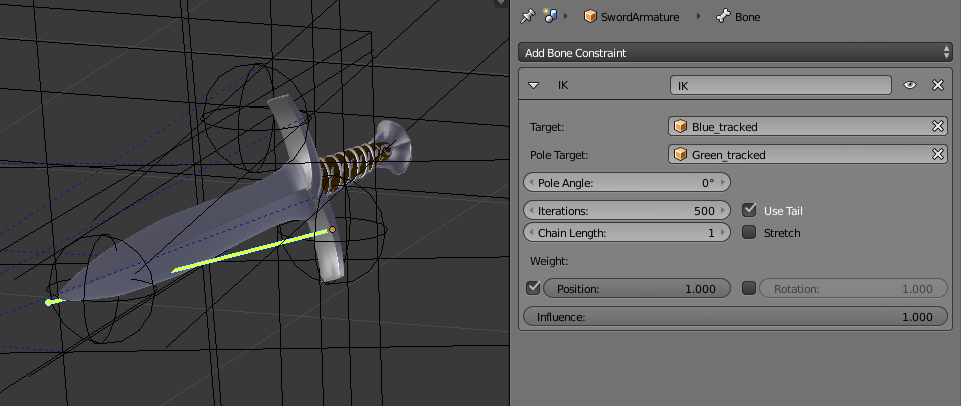 SwordArmature Bone
Add Bone Constraint
IK IK
Target: Blue_tracked
Pole Target: Green_tracked
Pole Angle: 0°
Iterations: 500 Use Tail
Chain Length: 1 Stretch
Weight:
Position: 1.000 Rotation: 1.000
Influence: 1.000